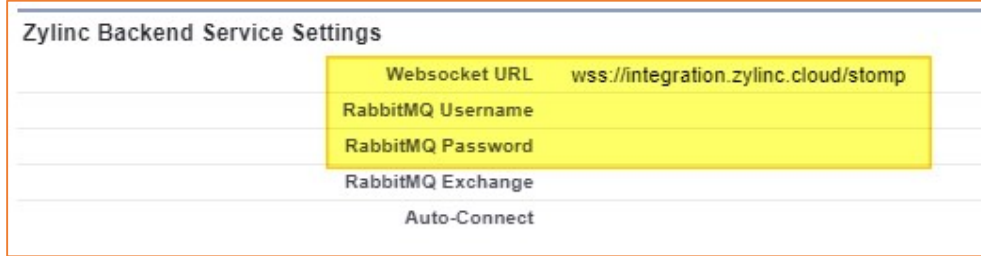 Zylinc Backend Service Settings
Websocket URL wss://integration.zylinc.cloud/stomp
RabbitMQ Username
RabbitMQ Password
RabbitMQ Exchange
Auto-Connect